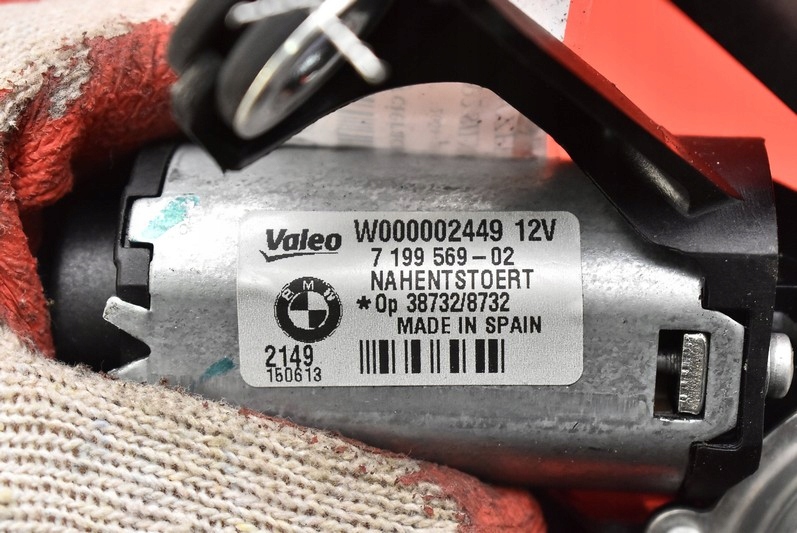 Valeo W000002449 12V
7 199 569-02
NAHENTSTOERT
BMW
*Op 38732/8732
MADE IN SPAIN
2149
150613